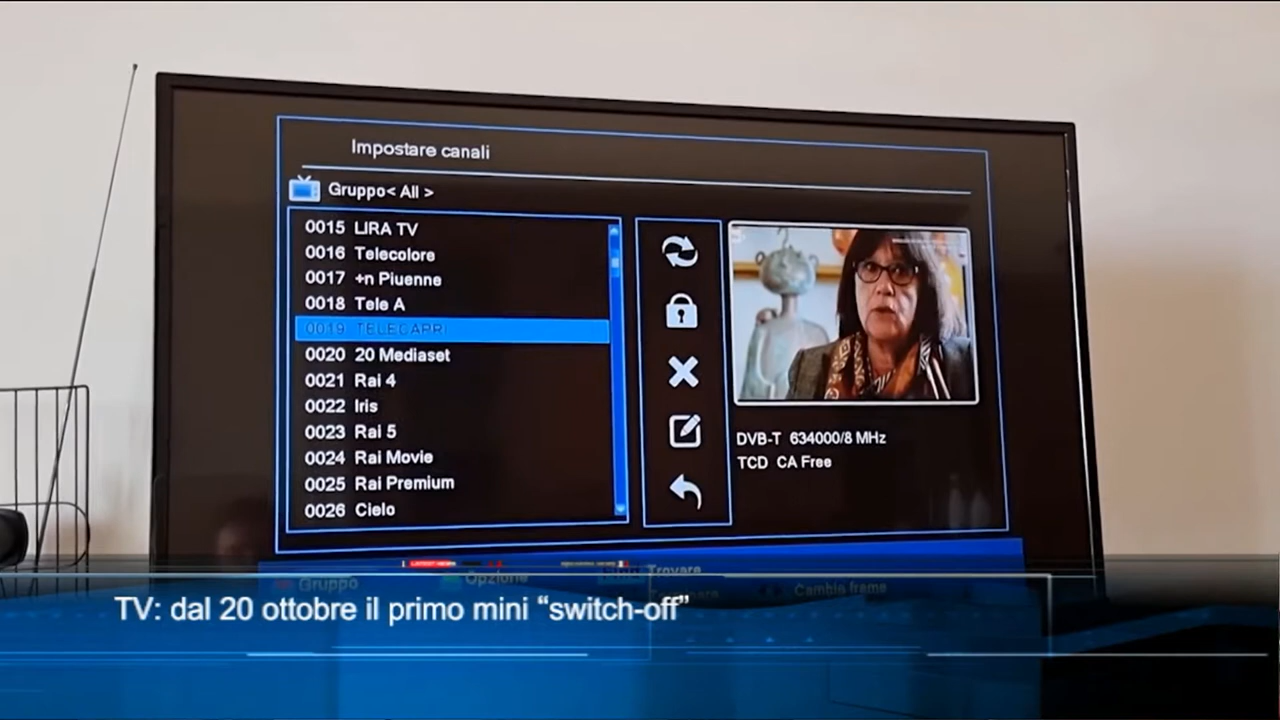 Impostare canali
Gruppo< All >
0015 LIRA TV
0016 Telecolore
0017 +n Piuenne
0018 Tele A
0019 TELECAPRI
0020 20 Mediaset
0021 Rai 4
0022 Iris
0023 Rai 5
0024 Rai Movie
0025 Rai Premium
0026 Cielo
DVB-T 634000/8 MHz
TCD CA Free
Trovare
Gruppo
Opzione
TV: dal 20 ottobre il primo mini “switch-off”